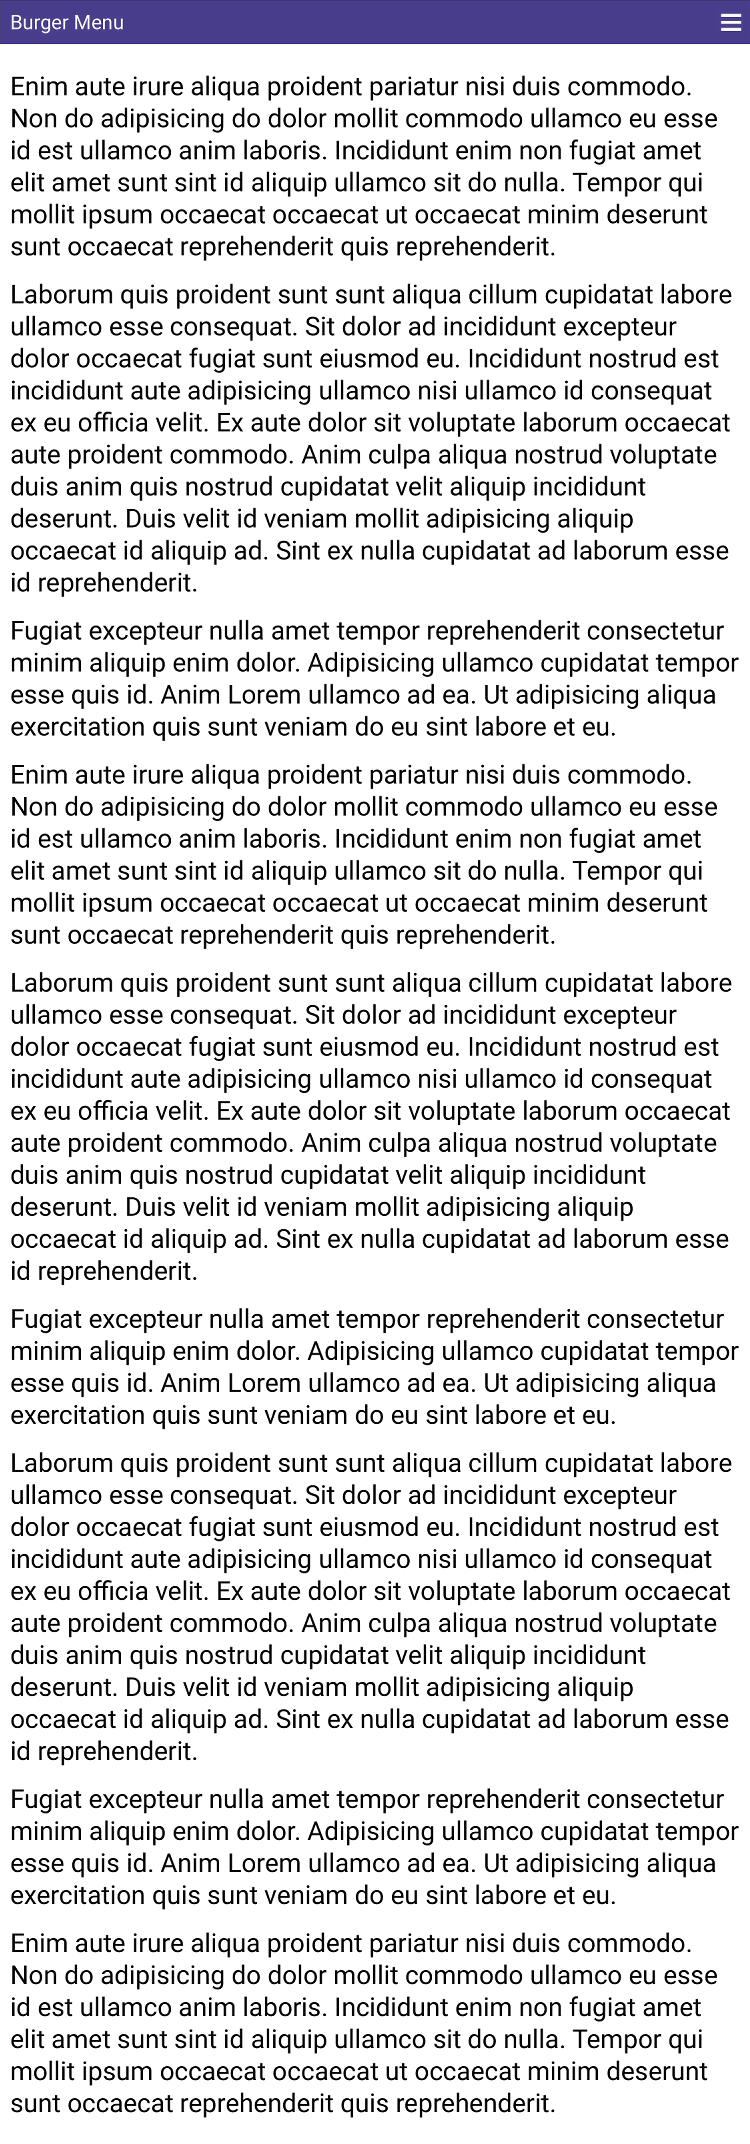 Burger Menu
Enim aute irure aliqua proident pariatur nisi duis commodo.
Non do adipisicing do dolor mollit commodo ullamco eu esse
id est ullamco anim laboris. Incididunt enim non fugiat amet
elit amet sunt sint id aliquip ullamco sit do nulla. Tempor qui
mollit ipsum occaecat occaecat ut occaecat minim deserunt
sunt occaecat reprehenderit quis reprehenderit.
Laborum quis proident sunt sunt aliqua cillum cupidatat labore
ullamco esse consequat. Sit dolor ad incididunt excepteur
dolor occaecat fugiat sunt eiusmod eu. Incididunt nostrud est
incididunt aute adipisicing ullamco nisi ullamco id consequat
ex eu officia velit. Ex aute dolor sit voluptate laborum occaecat
aute proident commodo. Anim culpa aliqua nostrud voluptate
duis anim quis nostrud cupidatat velit aliquip incididunt
deserunt. Duis velit id veniam mollit adipisicing aliquip
occaecat id aliquip ad. Sint ex nulla cupidatat ad laborum esse
id reprehenderit.
Fugiat excepteur nulla amet tempor reprehenderit consectetur
minim aliquip enim dolor. Adipisicing ullamco cupidatat tempor
esse quis id. Anim Lorem ullamco ad ea. Ut adipisicing aliqua
exercitation quis sunt veniam do eu sint labore et eu.
Enim aute irure aliqua proident pariatur nisi duis commodo.
Non do adipisicing do dolor mollit commodo ullamco eu esse
id est ullamco anim laboris. Incididunt enim non fugiat amet
elit amet sunt sint id aliquip ullamco sit do nulla. Tempor qui
mollit ipsum occaecat occaecat ut occaecat minim deserunt
sunt occaecat reprehenderit quis reprehenderit.
Laborum quis proident sunt sunt aliqua cillum cupidatat labore
ullamco esse consequat. Sit dolor ad incididunt excepteur
dolor occaecat fugiat sunt eiusmod eu. Incididunt nostrud est
incididunt aute adipisicing ullamco nisi ullamco id consequat
ex eu officia velit. Ex aute dolor sit voluptate laborum occaecat
aute proident commodo. Anim culpa aliqua nostrud voluptate
duis anim quis nostrud cupidatat velit aliquip incididunt
deserunt. Duis velit id veniam mollit adipisicing aliquip
occaecat id aliquip ad. Sint ex nulla cupidatat ad laborum esse
id reprehenderit.
Fugiat excepteur nulla amet tempor reprehenderit consectetur
minim aliquip enim dolor. Adipisicing ullamco cupidatat tempor
esse quis id. Anim Lorem ullamco ad ea. Ut adipisicing aliqua
exercitation quis sunt veniam do eu sint labore et eu.
Laborum quis proident sunt sunt aliqua cillum cupidatat labore
ullamco esse consequat. Sit dolor ad incididunt excepteur
dolor occaecat fugiat sunt eiusmod eu. Incididunt nostrud est
incididunt aute adipisicing ullamco nisi ullamco id consequat
ex eu officia velit. Ex aute dolor sit voluptate laborum occaecat
aute proident commodo. Anim culpa aliqua nostrud voluptate
duis anim quis nostrud cupidatat velit aliquip incididunt
deserunt. Duis velit id veniam mollit adipisicing aliquip
occaecat id aliquip ad. Sint ex nulla cupidatat ad laborum esse
id reprehenderit.
Fugiat excepteur nulla amet tempor reprehenderit consectetur
minim aliquip enim dolor. Adipisicing ullamco cupidatat tempor
esse quis id. Anim Lorem ullamco ad ea. Ut adipisicing aliqua
exercitation quis sunt veniam do eu sint labore et eu.
Enim aute irure aliqua proident pariatur nisi duis commodo.
Non do adipisicing do dolor mollit commodo ullamco eu esse
id est ullamco anim laboris. Incididunt enim non fugiat amet
elit amet sunt sint id aliquip ullamco sit do nulla. Tempor qui
mollit ipsum occaecat occaecat ut occaecat minim deserunt
sunt occaecat reprehenderit quis reprehenderit.